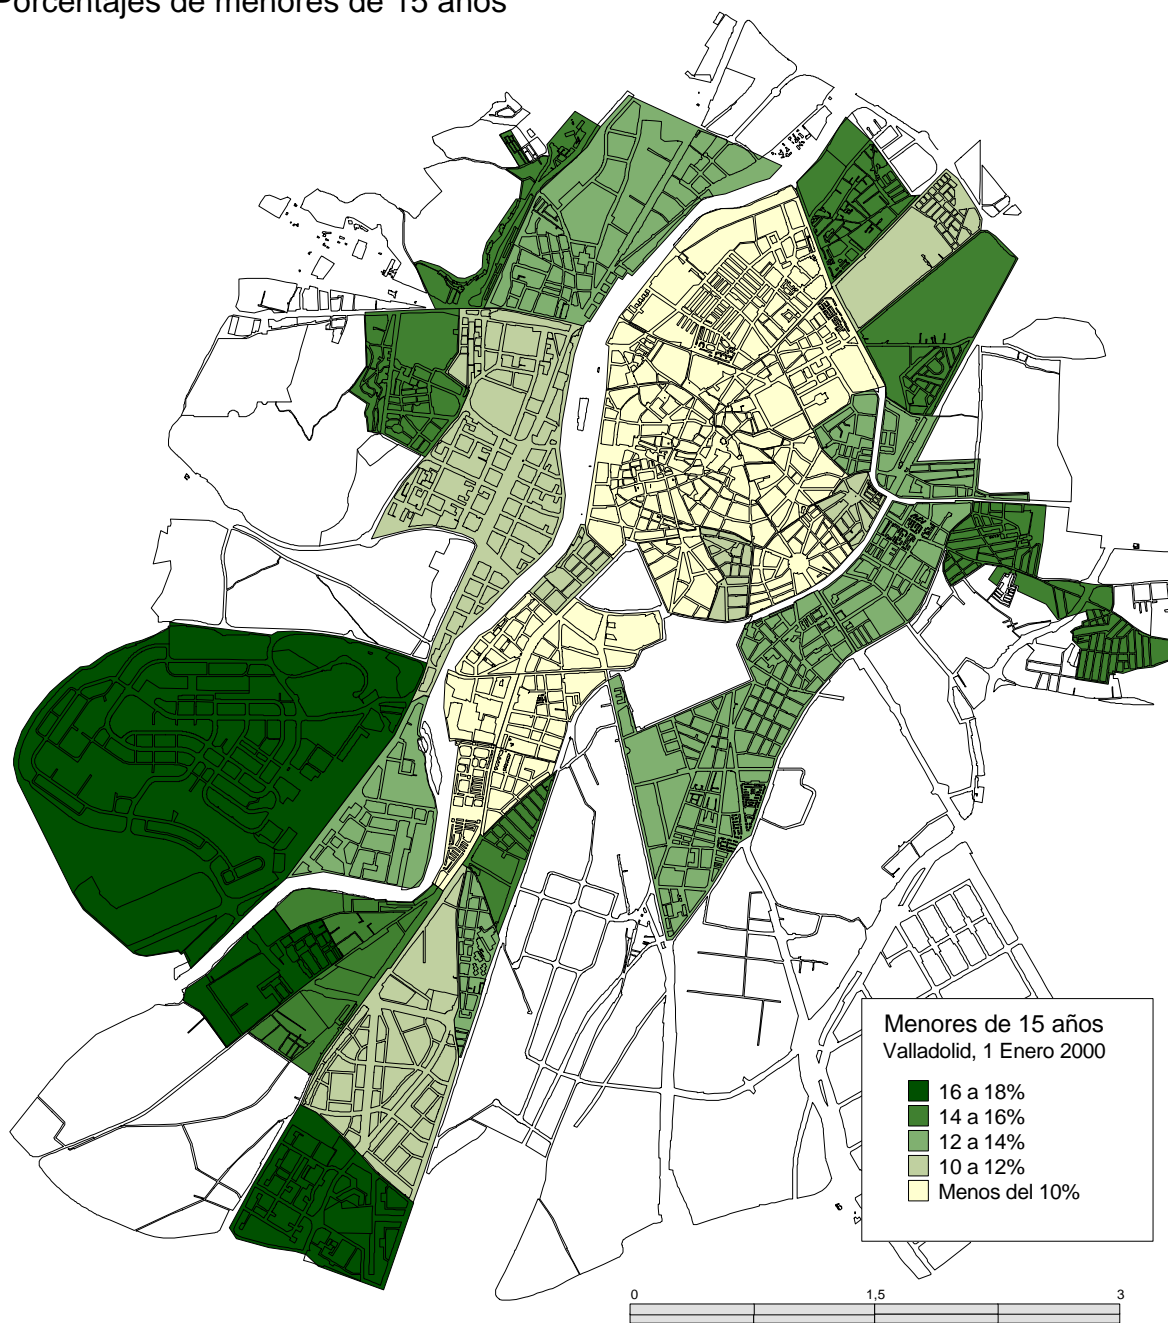 Porcentajes de menores de 15 años
Menores de 15 años
Valladolid, 1 Enero 2000
16 a 18%
14 a 16%
12 a 14%
10 a 12%
Menos del 10%
0 1,5 3